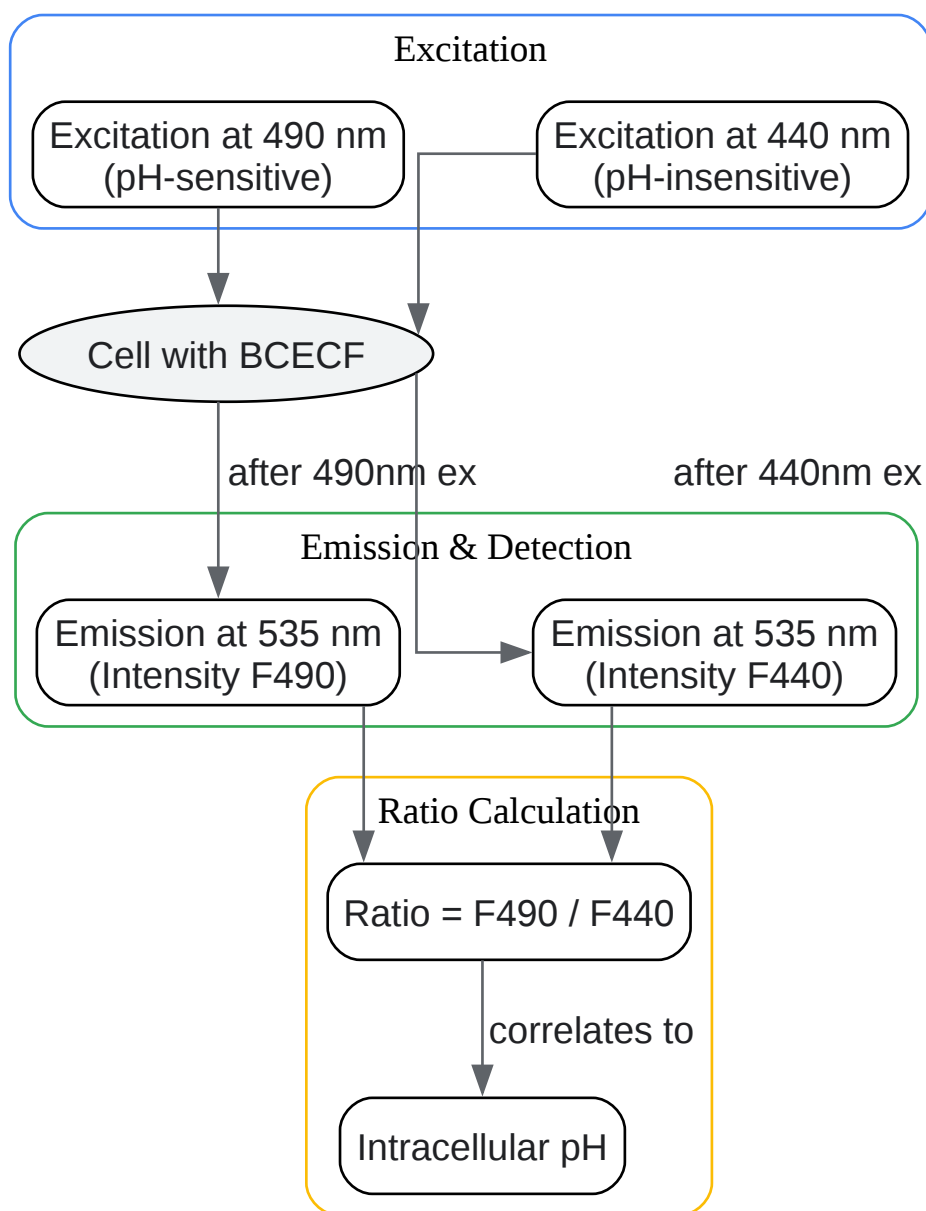 Excitation
Excitation at 490 nm
(pH-sensitive)
Excitation at 440 nm
(pH-insensitive)
Cell with BCECF
after 490nm ex
after 440nm ex
Emission & Detection
Emission at 535 nm
(Intensity F490)
Emission at 535 nm
(Intensity F440)
Ratio Calculation
Ratio = F490 / F440
correlates to
Intracellular pH